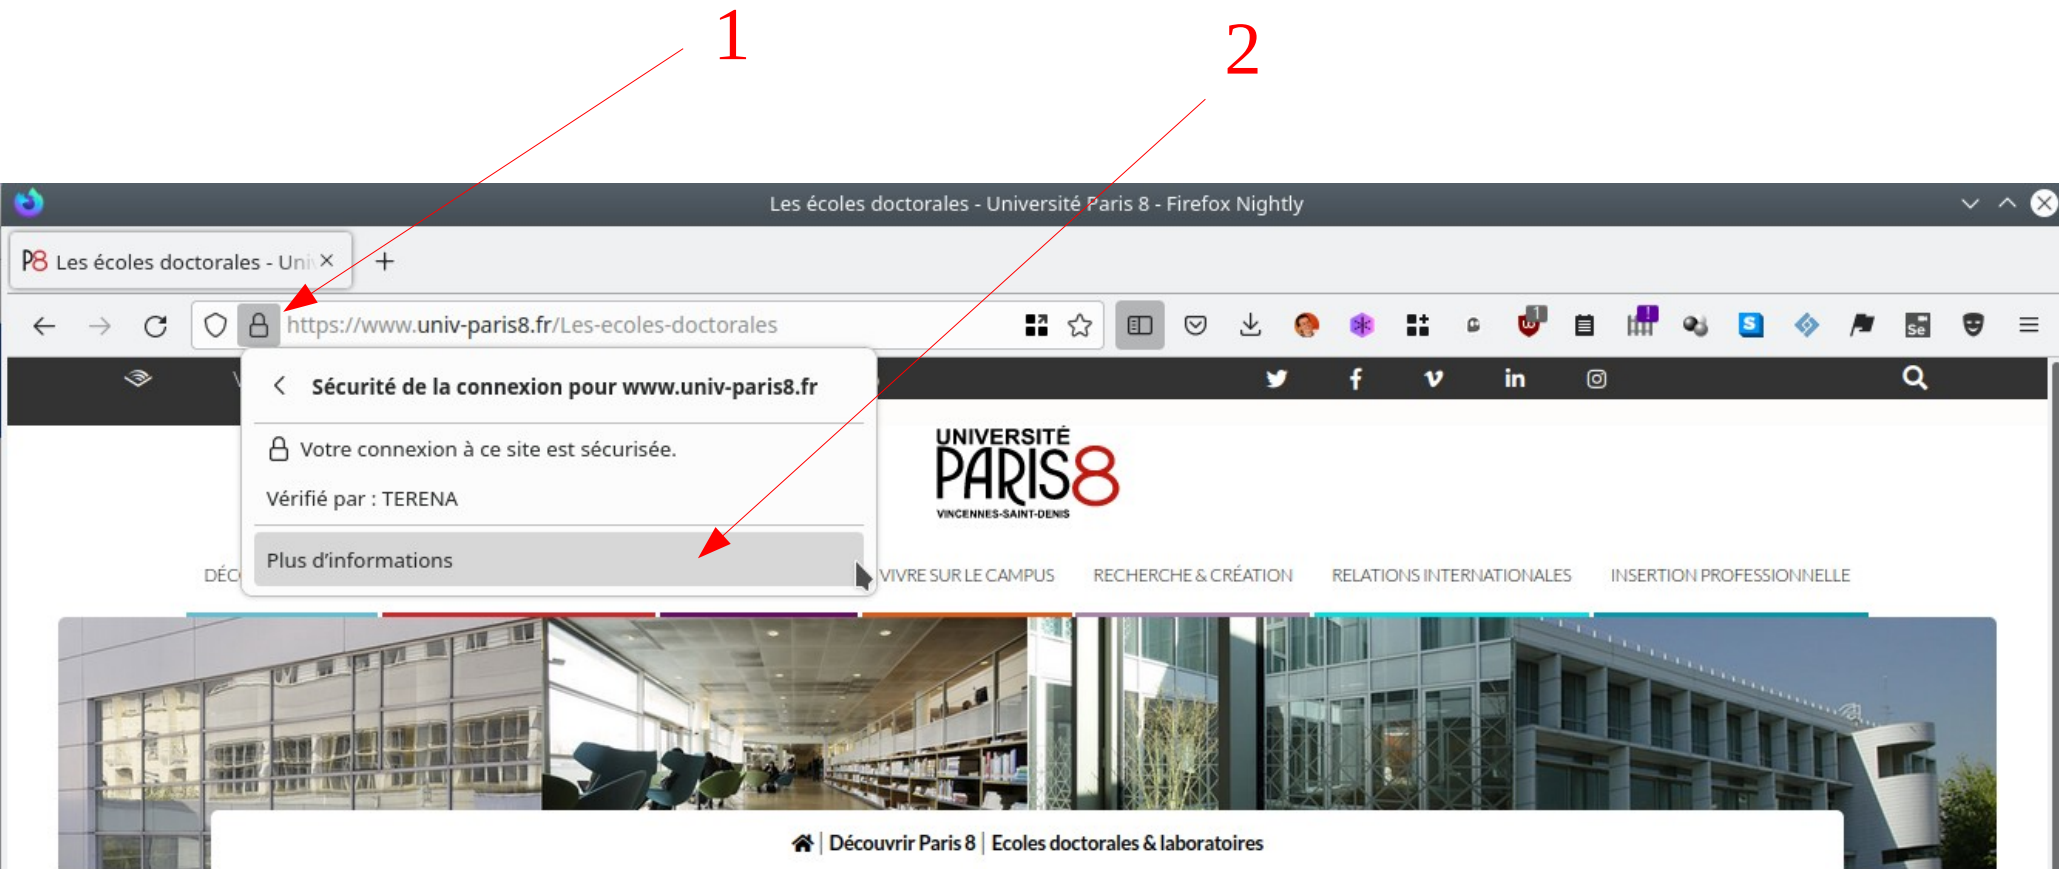 1
2
Les écoles doctorales - Université Paris 8 - Firefox Nightly
P8 Les écoles doctorales - Uni
https://www.univ-paris8.fr/Les-ecoles-doctorales
1
!
S
Se
Sécurité de la connexion pour www.univ-paris8.fr
Votre connexion à ce site est sécurisée.
Vérifié par : TERENA
Plus d'informations
UNIVERSITÉ
PARIS8
VINCENNES-SAINT-DENIS
DÉC
VIVRE SUR LE CAMPUS
RECHERCHE & CRÉATION
RELATIONS INTERNATIONALES
INSERTION PROFESSIONNELLE
Découvrir Paris 8 | Ecoles doctorales & laboratoires